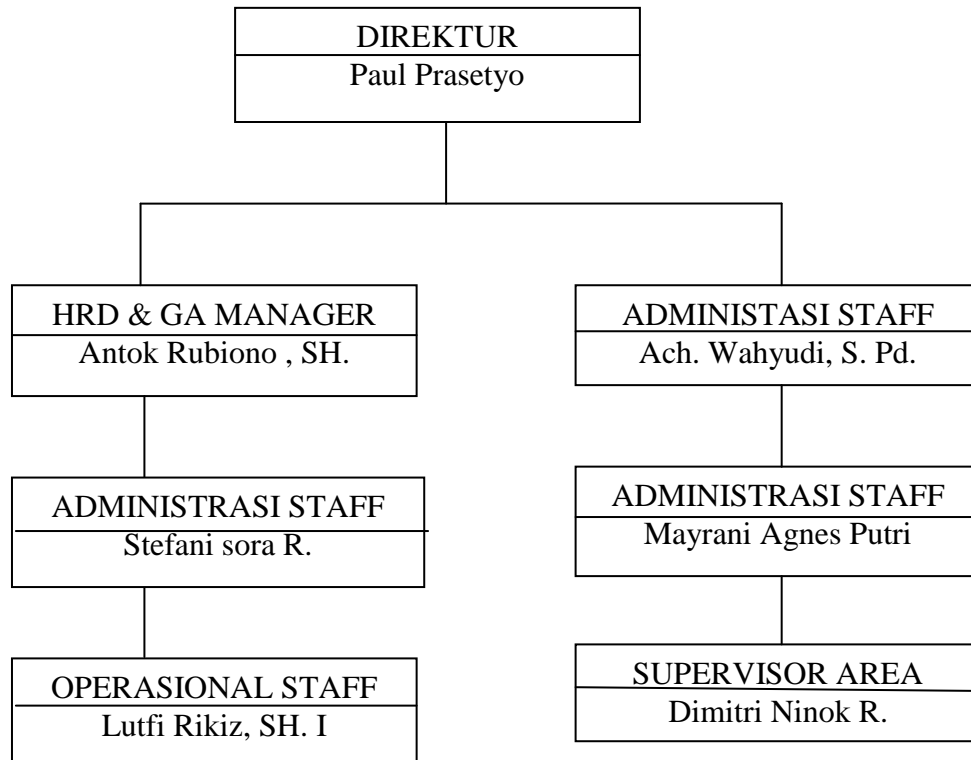 DIREKTUR
Paul Prasetyo
HRD & GA MANAGER
Antok Rubiono , SH.
ADMINISTASI STAFF
Ach. Wahyudi, S. Pd.
ADMINISTRASI STAFF
Stefani sora R.
ADMINISTRASI STAFF
Mayrani Agnes Putri
OPERASIONAL STAFF
Lutfi Rikiz, SH. I
SUPERVISOR AREA
Dimitri Ninok R.